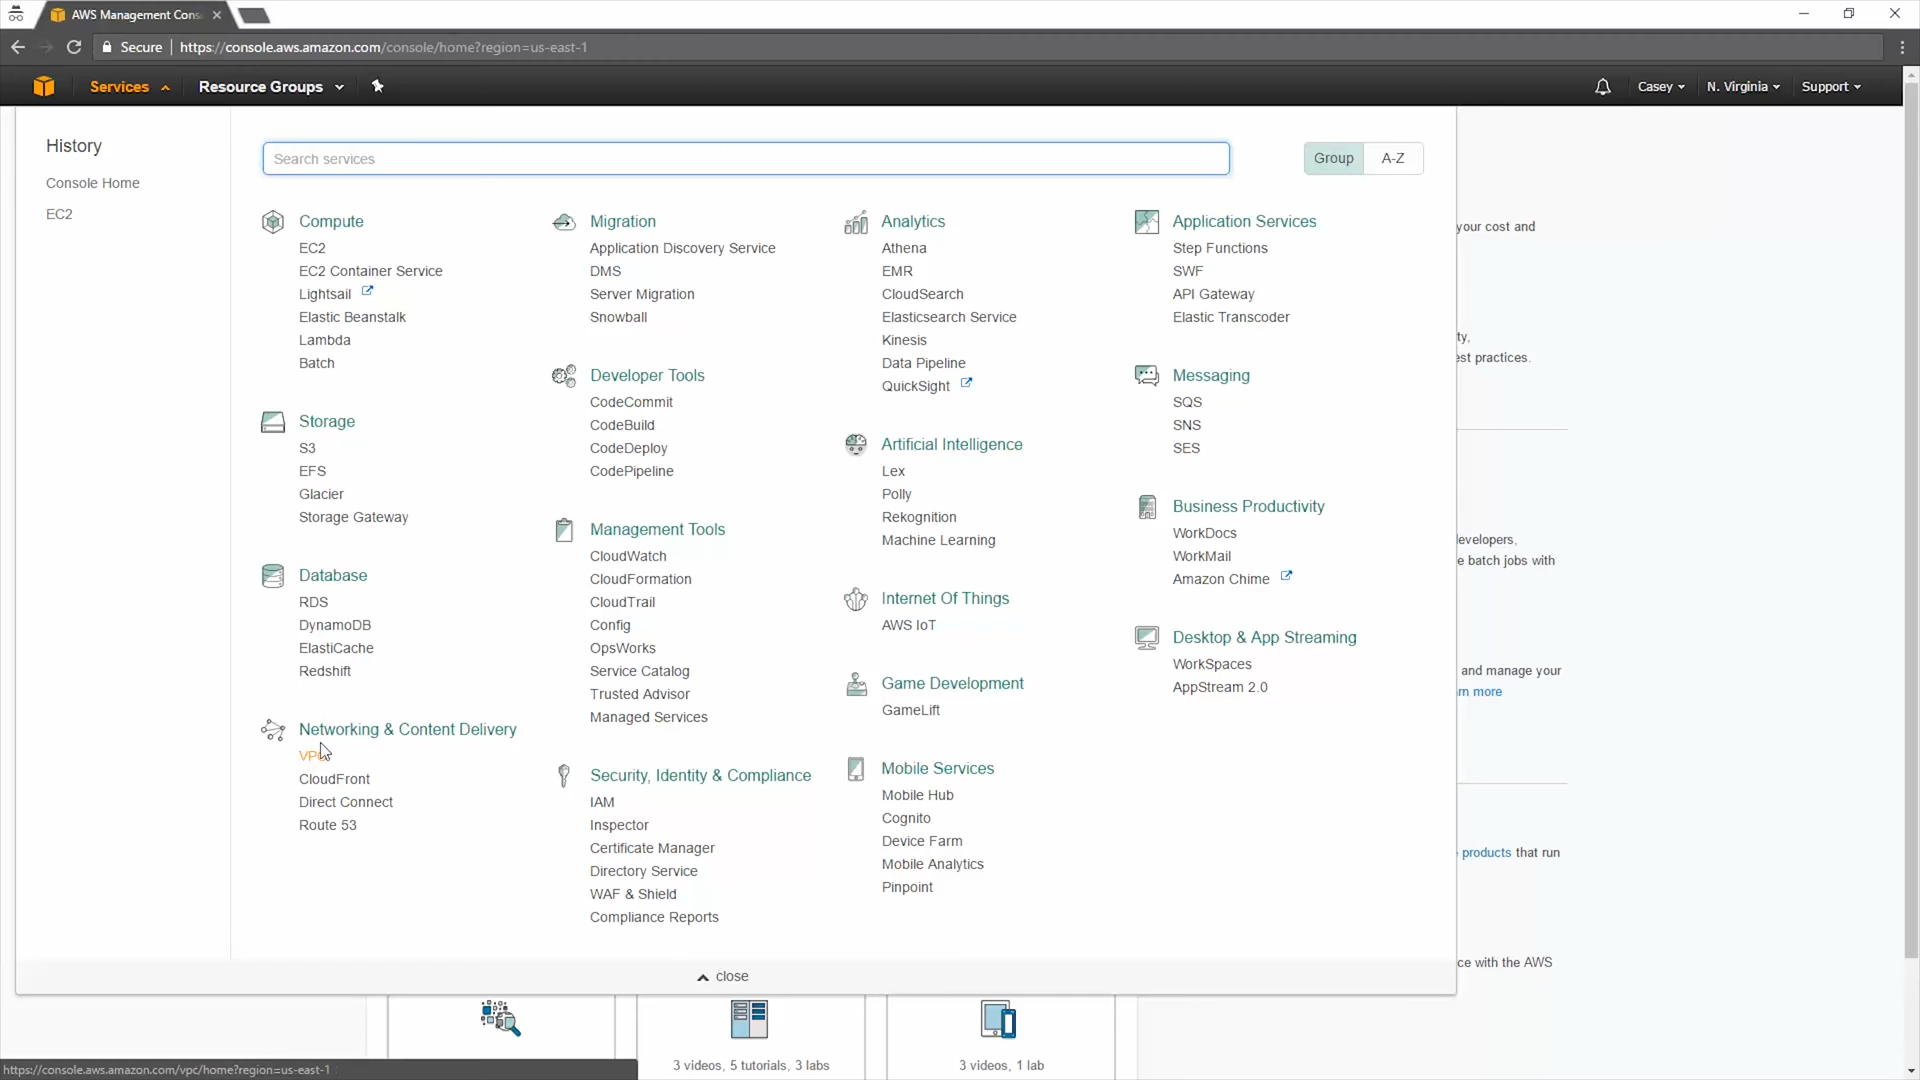 AWS Management Cons
Secure
https://console.aws.amazon.com/console/home?region=us-east-1
Services
Resource Groups
Casey
N. Virginia
Support
History
Console Home
EC2
Search services
Group
A-Z
Compute
EC2
EC2 Container Service
Lightsail
Elastic Beanstalk
Lambda
Batch
Storage
S3
EFS
Glacier
Storage Gateway
Database
RDS
DynamoDB
ElastiCache
Redshift
Networking & Content Delivery
VPC
CloudFront
Direct Connect
Route 53
Migration
Application Discovery Service
DMS
Server Migration
Snowball
Developer Tools
CodeCommit
CodeBuild
CodeDeploy
CodePipeline
Management Tools
CloudWatch
CloudFormation
CloudTrail
Config
OpsWorks
Service Catalog
Trusted Advisor
Managed Services
Security, Identity & Compliance
IAM
Inspector
Certificate Manager
Directory Service
WAF & Shield
Compliance Reports
Analytics
Athena
EMR
CloudSearch
Elasticsearch Service
Kinesis
Data Pipeline
QuickSight
Artificial Intelligence
Lex
Polly
Rekognition
Machine Learning
Internet Of Things
AWS IoT
Game Development
GameLift
Mobile Services
Mobile Hub
Cognito
Device Farm
Mobile Analytics
Pinpoint
Application Services
Step Functions
SWF
API Gateway
Elastic Transcoder
Messaging
SQS
SNS
SES
Business Productivity
WorkDocs
WorkMail
Amazon Chime
Desktop & App Streaming
WorkSpaces
AppStream 2.0
close
your cost and
ty,
est practices.
evelopers,
e batch jobs with
and manage your
rn more
products that run
ce with the AWS
3 videos, 5 tutorials, 3 labs
3 videos, 1 lab
https://console.aws.amazon.com/vpc/home?region=us-east-1